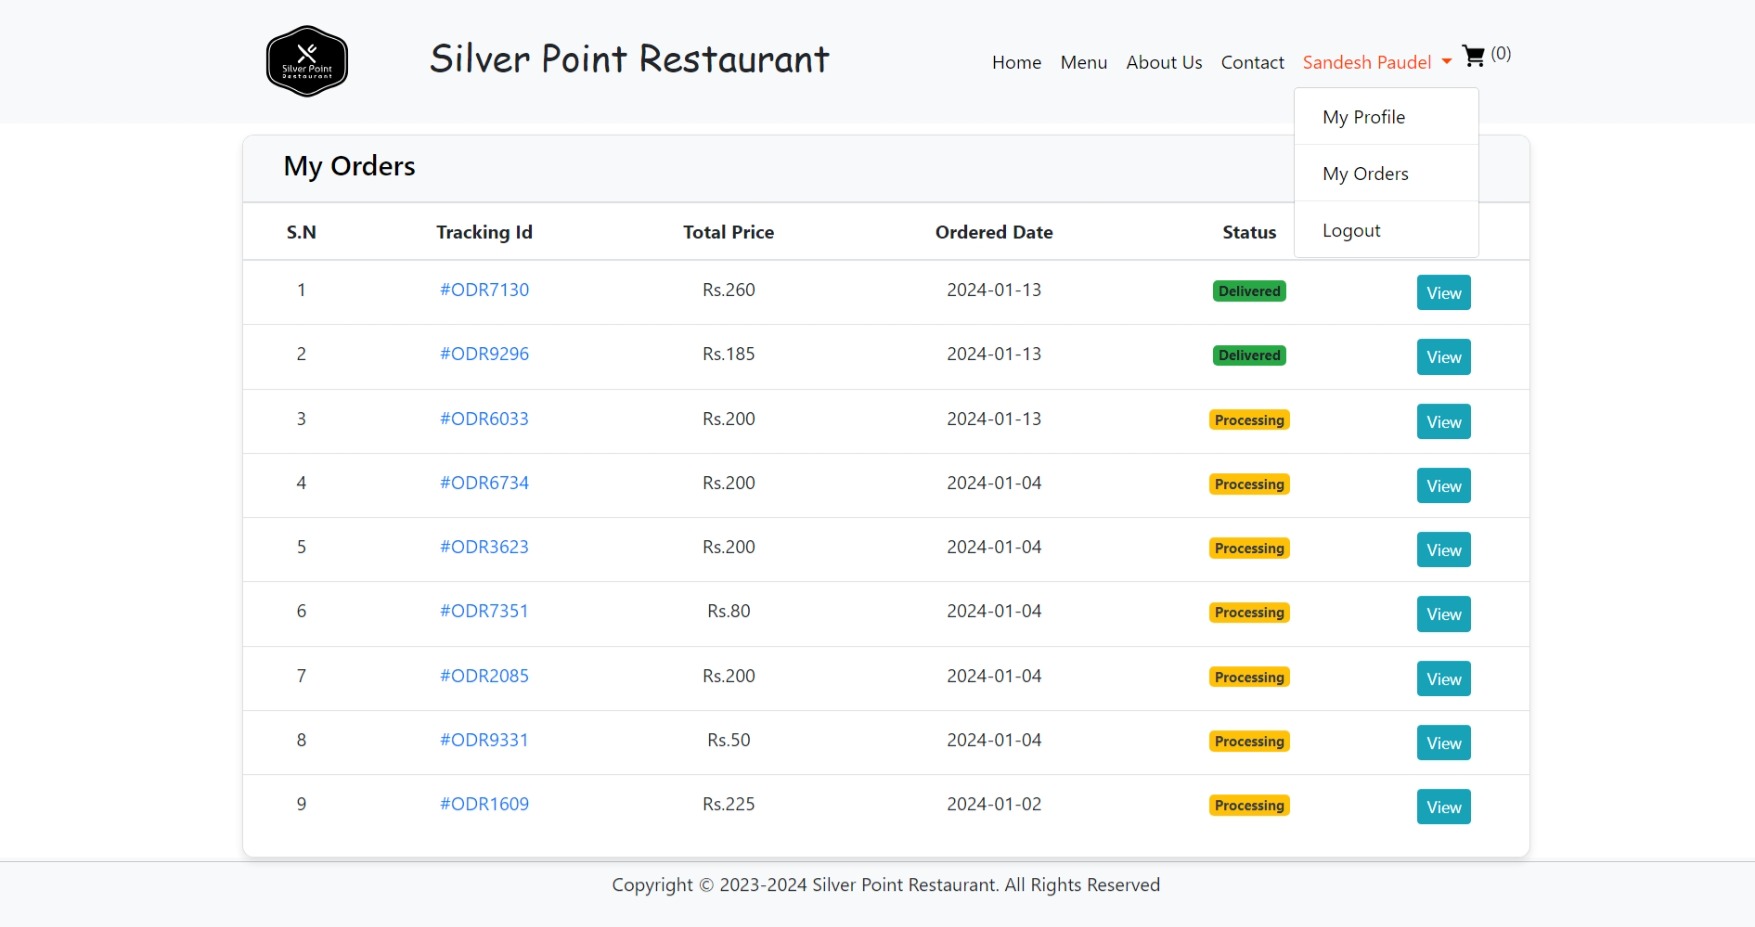 Silver Point
Restaurant
Silver Point Restaurant
Home Menu About Us Contact Sandesh Paudel (0)
My Profile
My Orders
Logout
My Orders
S.N Tracking Id Total Price Ordered Date Status
1 #ODR7130 Rs.260 2024-01-13 Delivered View
2 #ODR9296 Rs.185 2024-01-13 Delivered View
3 #ODR6033 Rs.200 2024-01-13 Processing View
4 #ODR6734 Rs.200 2024-01-04 Processing View
5 #ODR3623 Rs.200 2024-01-04 Processing View
6 #ODR7351 Rs.80 2024-01-04 Processing View
7 #ODR2085 Rs.200 2024-01-04 Processing View
8 #ODR9331 Rs.50 2024-01-04 Processing View
9 #ODR1609 Rs.225 2024-01-02 Processing View
Copyright © 2023-2024 Silver Point Restaurant. All Rights Reserved